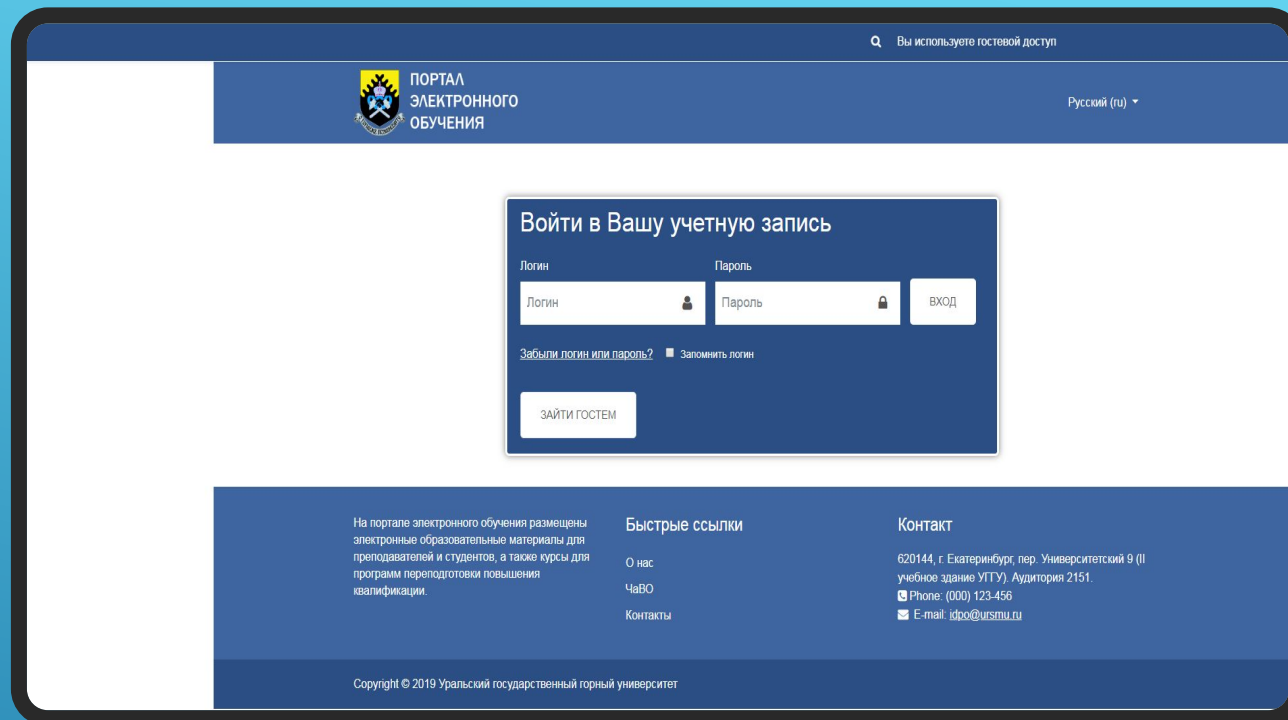 Вы используете гостевой доступ
ПОРТАЛ
ЭЛЕКТРОННОГО
ОБУЧЕНИЯ
Русский (ru)
Войти в Вашу учетную запись
Логин
Пароль
Логин
Пароль
ВХОД
Забыли логин или пароль?
Запомнить логин
ЗАЙТИ ГОСТЕМ
На портале электронного обучения размещены
электронные образовательные материалы для
преподавателей и студентов, а также курсы для
программ переподготовки повышения
квалификации.
Быстрые ссылки
О нас
ЧаВО
Контакты
Контакт
620144, г. Екатеринбург, пер. Университетский 9 (II
учебное здание УГГУ). Аудитория 2151.
Phone: (000) 123-456
E-mail: idpo@ursmu.ru
Copyright © 2019 Уральский государственный горный университет